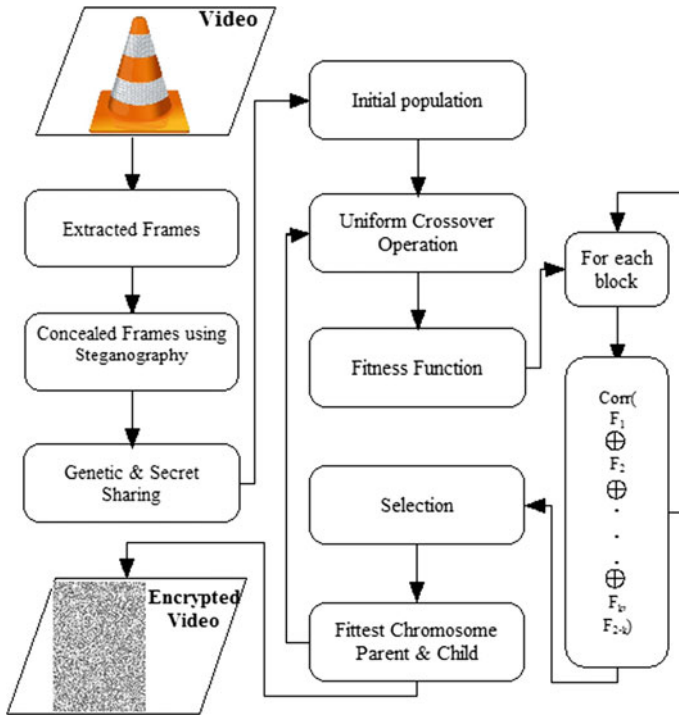 Video
Extracted Frames
Concealed Frames using
Steganography
Genetic & Secret
Sharing
Initial population
Uniform Crossover
Operation
Fitness Function
For each
block
Corr(
F₁
⊕
F₂
⊕
.
.
.
⊕
Fₖ,
F₂₋ₖ)
Selection
Fittest Chromosome
Parent & Child
Encrypted
Video